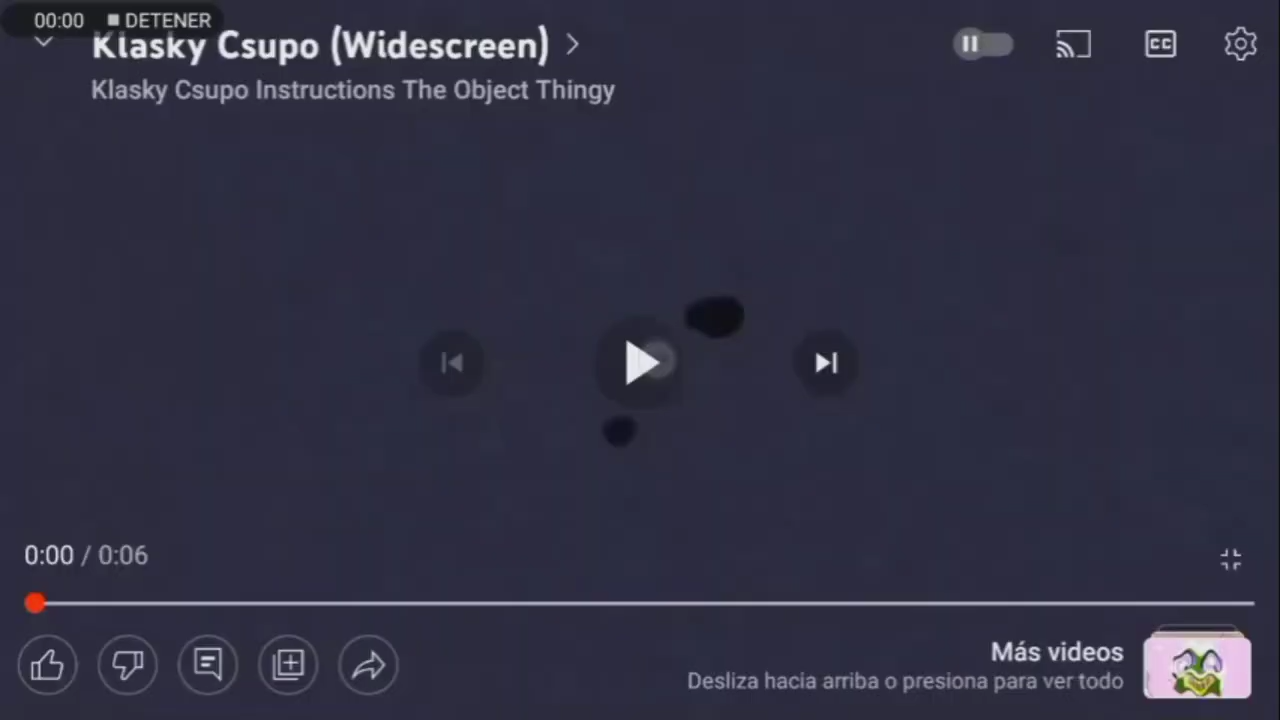 00:00 DETENER
Klasky Csupo (Widescreen)
Klasky Csupo Instructions The Object Thingy
CC
0:00 / 0:06
Más videos
Desliza hacia arriba o presiona para ver todo